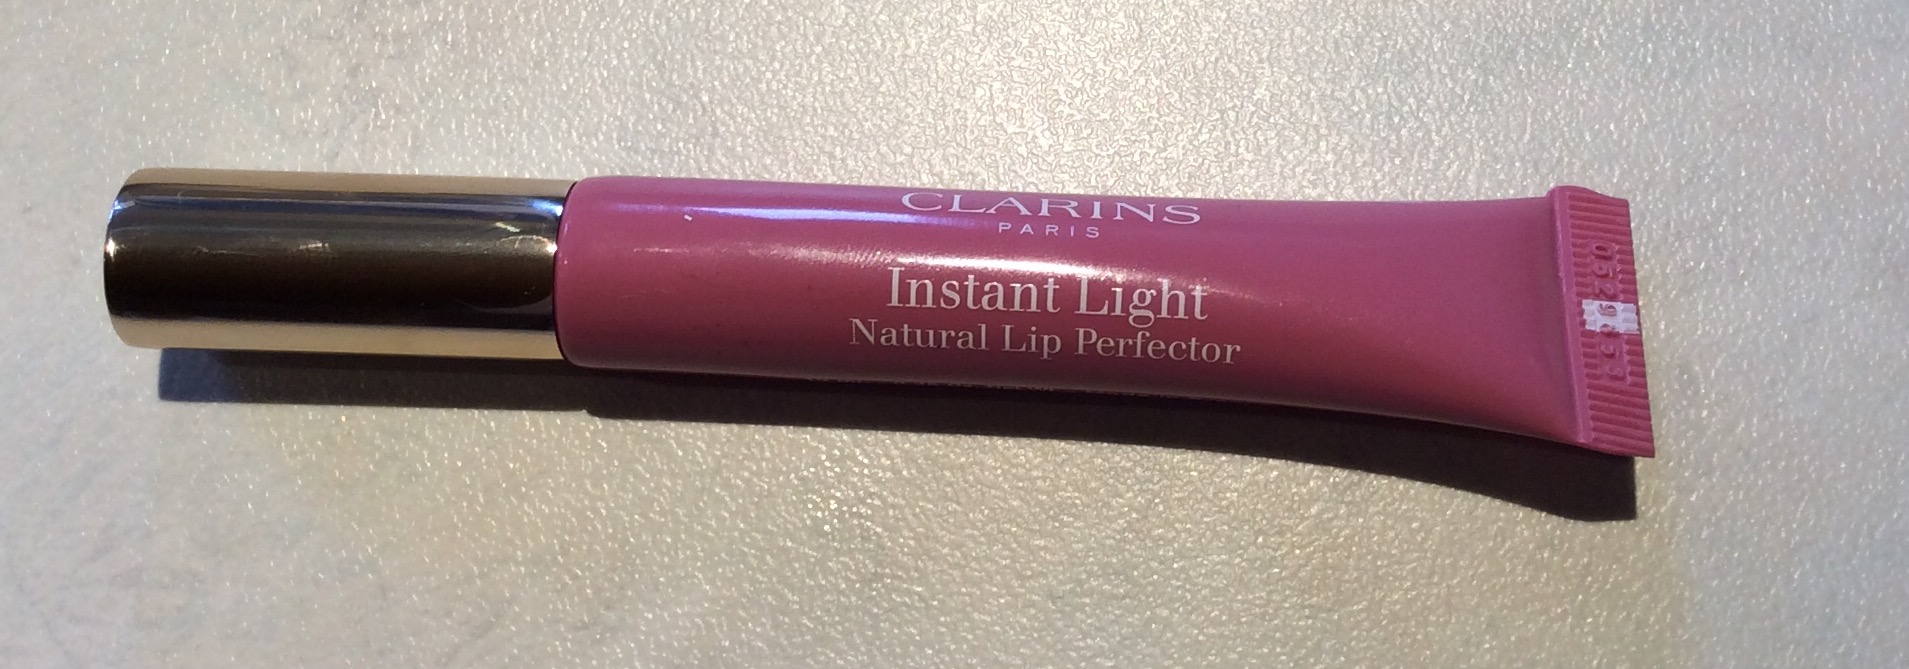 CLARINS
PARIS
Instant Light
Natural Lip Perfector